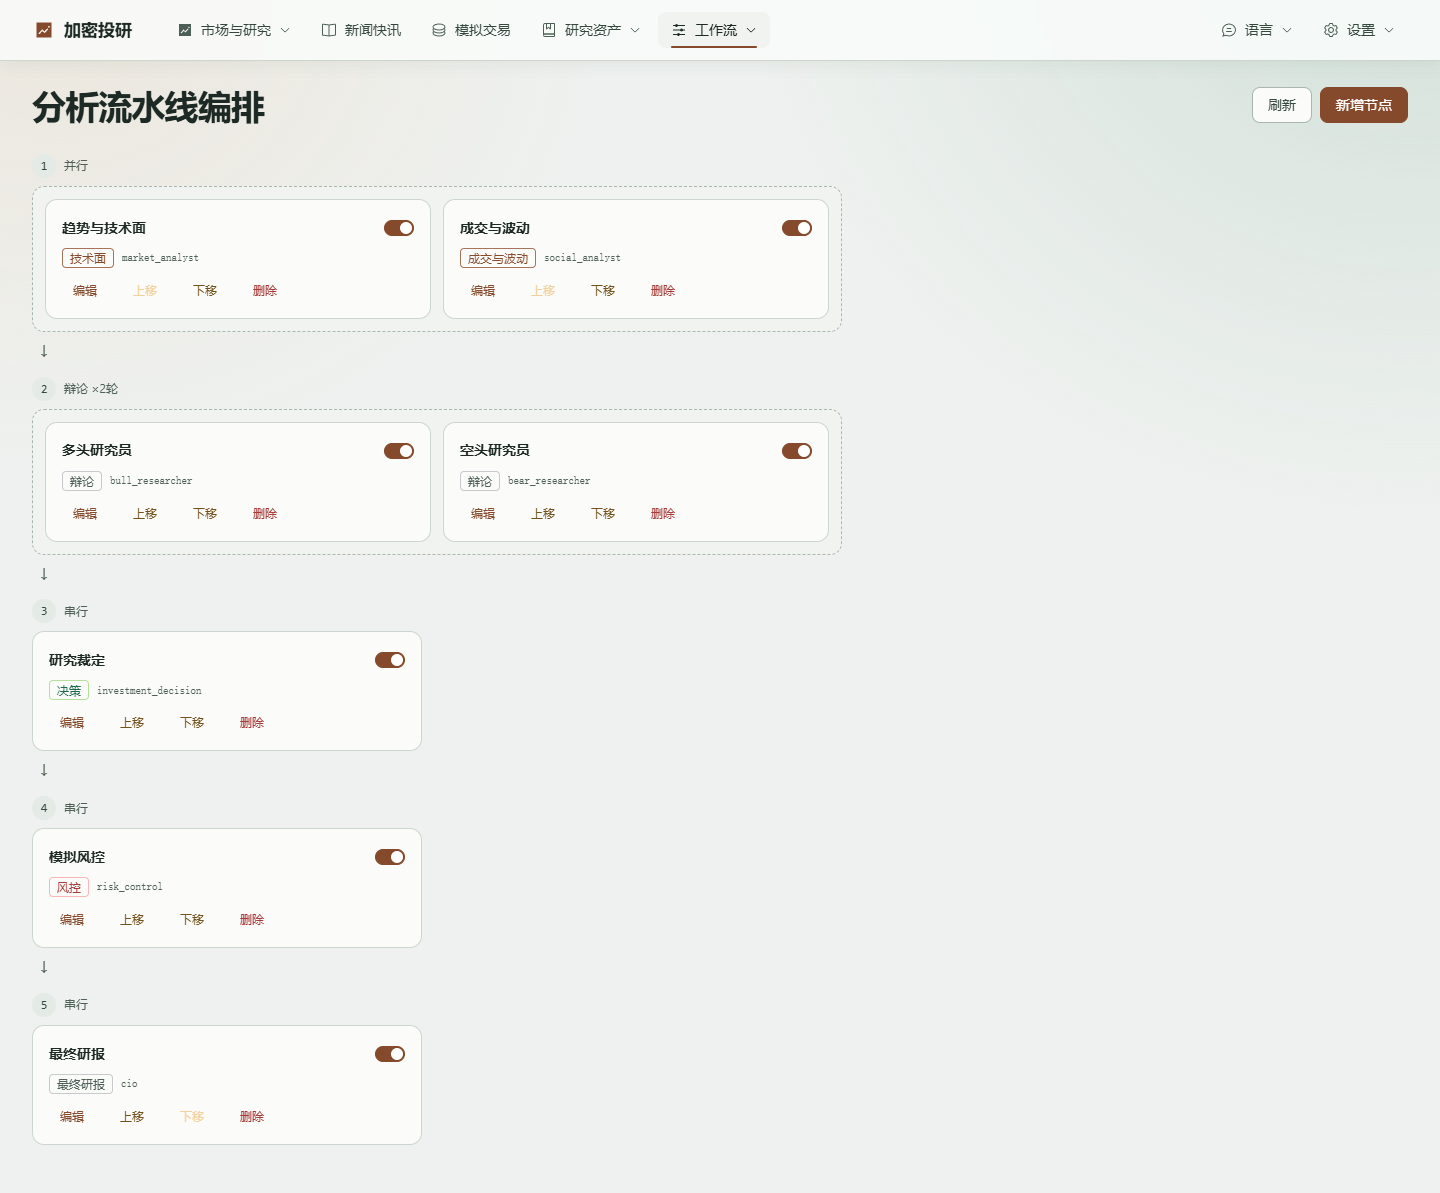 加密投研
市场与研究
新闻快讯
模拟交易
研究资产
工作流
语言
设置
分析流水线编排
刷新
新增节点
1 并行
趋势与技术面
技术面 market_analyst
编辑 上移 下移 删除
成交与波动
成交与波动 social_analyst
编辑 上移 下移 删除
↓
2 辩论 ×2轮
多头研究员
辩论 bull_researcher
编辑 上移 下移 删除
空头研究员
辩论 bear_researcher
编辑 上移 下移 删除
↓
3 串行
研究裁定
决策 investment_decision
编辑 上移 下移 删除
↓
4 串行
模拟风控
风控 risk_control
编辑 上移 下移 删除
↓
5 串行
最终研报
最终研报 cio
编辑 上移 下移 删除